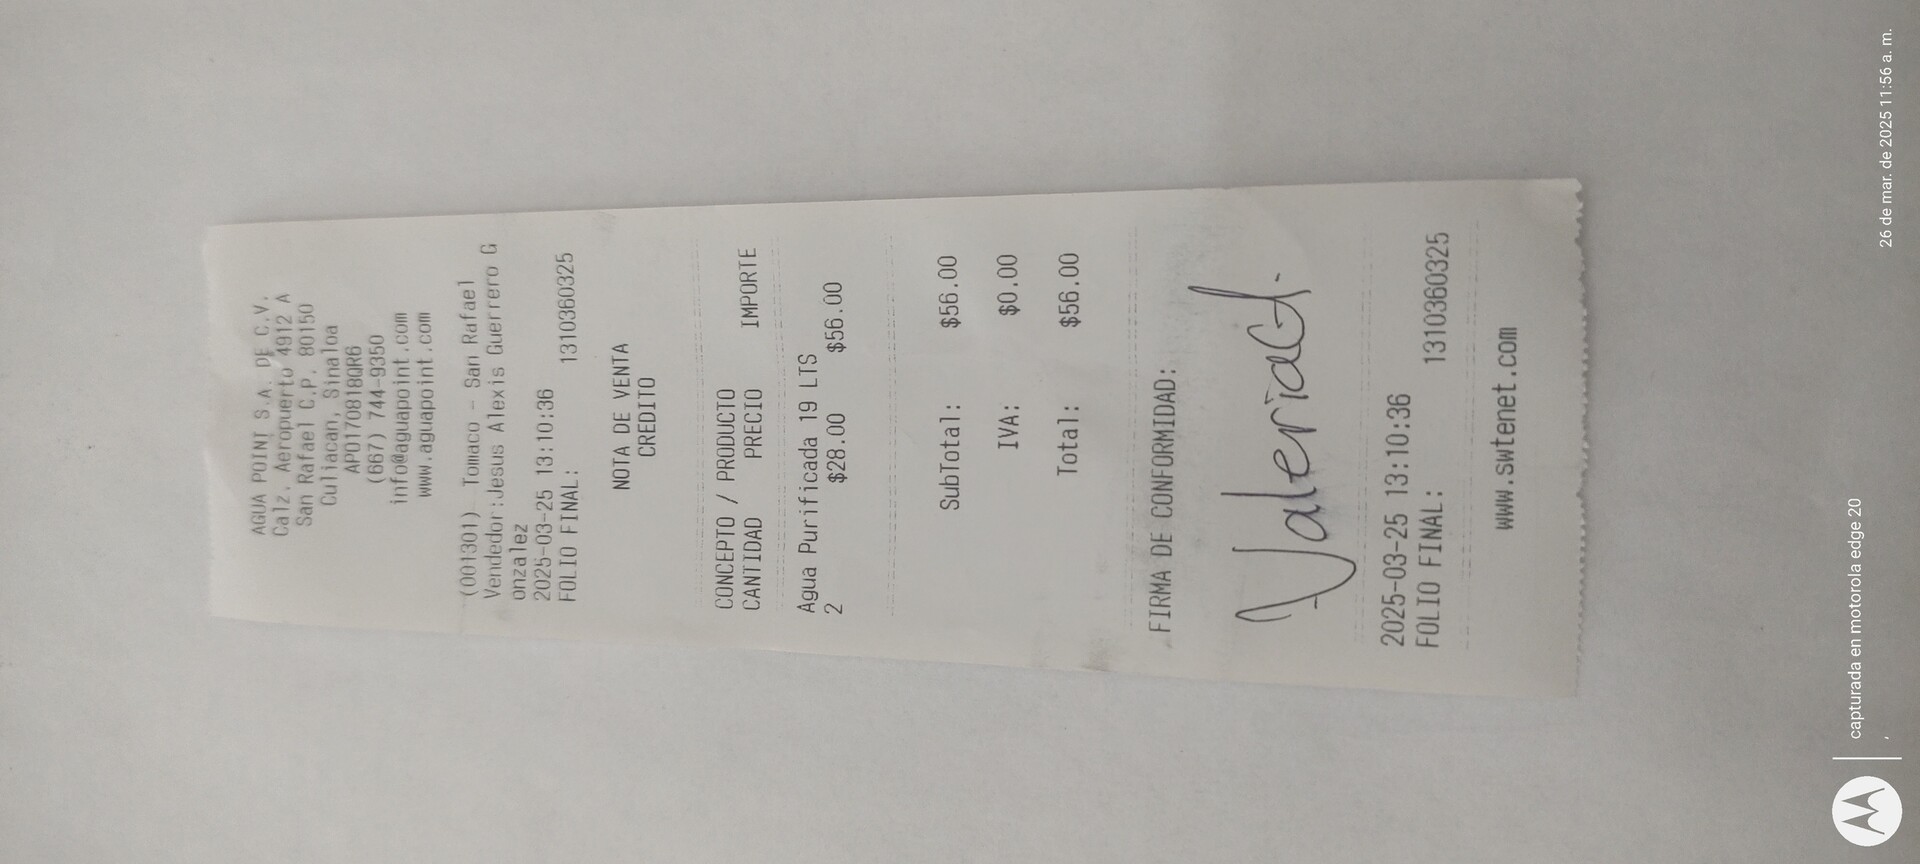 AGUA POINT S.A. DE C.V.
Calz. Aeropuerto 4912 A
San Rafael C.P. 80150
Culiacan, Sinaloa
APO170818QR6
(667) 744-9350
info@aguapoint.com
www.aguapoint.com
(001301) Tomaco - San Rafael
Vendedor:Jesus Alexis Guerrero G
onzalez
2025-03-25 13:10:36
FOLIO FINAL: 1310360325
NOTA DE VENTA
CREDITO
CONCEPTO / PRODUCTO
CANTIDAD PRECIO IMPORTE
Agua Purificada 19 LTS
2 $28.00 $56.00
SubTotal: $56.00
IVA: $0.00
Total: $56.00
FIRMA DE CONFORMIDAD:
ValeriaGA.
2025-03-25 13:10:36
FOLIO FINAL: 1310360325
www.swtenet.com
capturada en motorola edge 20
26 de mar. de 2025 11:56 a. m.